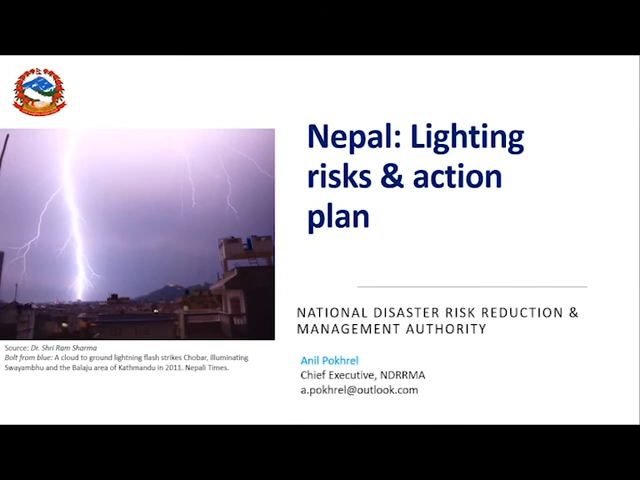 Nepal: Lighting
risks & action
plan
NATIONAL DISASTER RISK REDUCTION &
MANAGEMENT AUTHORITY
Source: Dr. Shri Ram Sharma
Bolt from blue: A cloud to ground lightning flash strikes Chobar, illuminating
Swayambhu and the Balaju area of Kathmandu in 2011. Nepali Times.
Anil Pokhrel
Chief Executive, NDRRMA
a.pokhrel@outlook.com